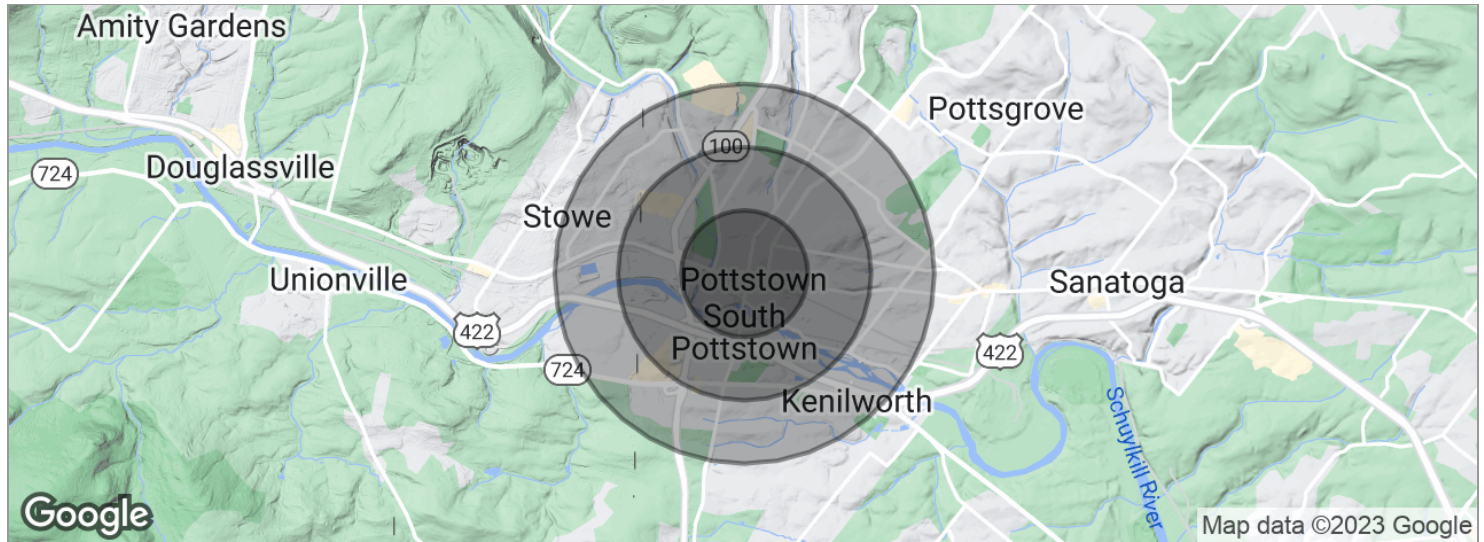 Amity Gardens
Pottsgrove
100
Douglassville
724
Stowe
Unionville
Pottstown
Sanatoga
South
Pottstown
422
422
724
Kenilworth
Schuylkill River
Google
Map data ©2023 Google